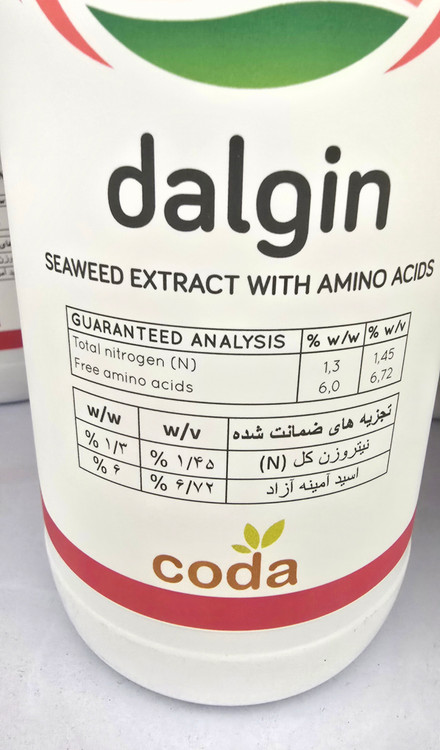 dalgin
SEAWEED EXTRACT WITH AMINO ACIDS
GUARANTEED ANALYSIS % w/w % w/v
Total nitrogen (N) 1,3 1,45
Free amino acids 6,0 6,72
تجزیه های ضمانت شده w/v w/w
نیتروزن کل (N) % ۱/۴۵ % ۱/۳
اسید آمینه آزاد % ۶/۷۲ % ۶
coda